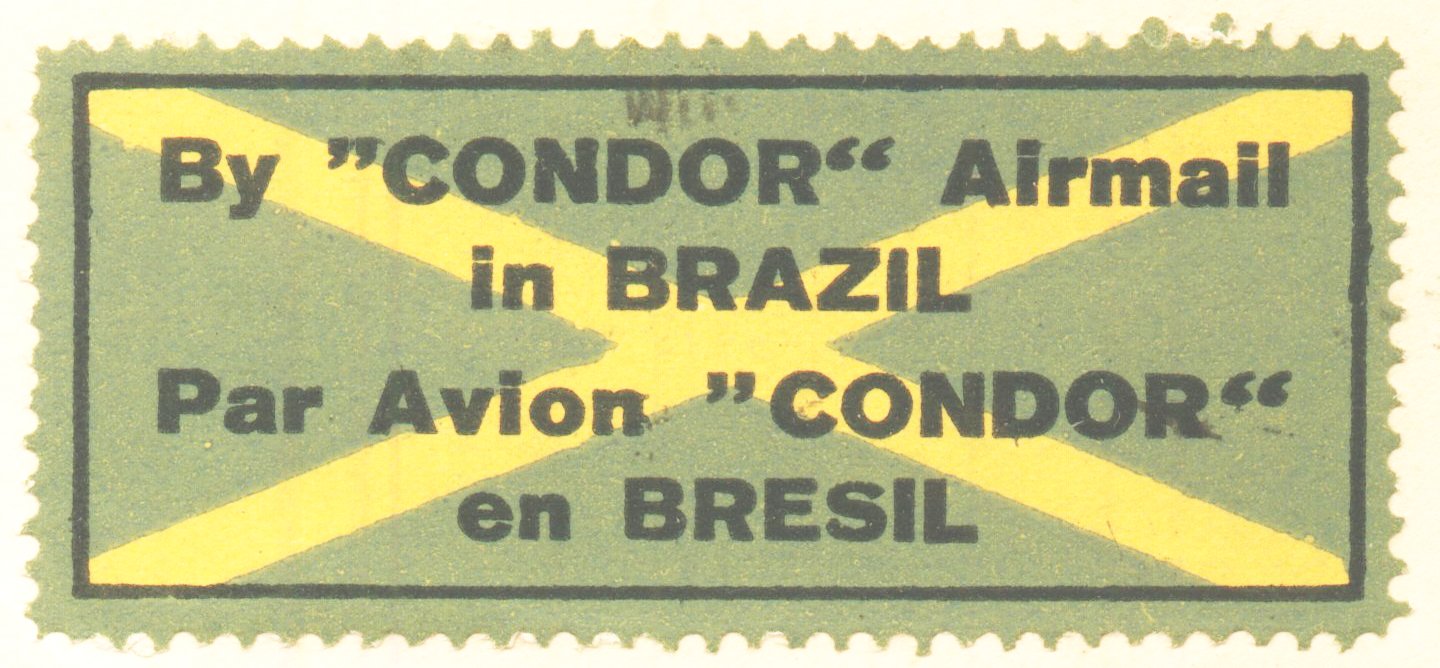 By ”CONDOR“ Airmail
in BRAZIL
Par Avion ”CONDOR“
en BRESIL